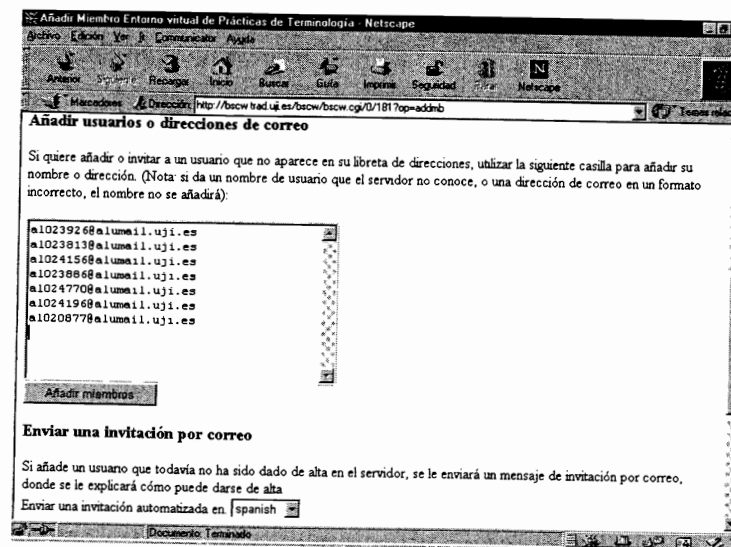 Añadir Miembro Entorno virtual de Prácticas de Terminología - Netscape
Archivo Edición Ver Ir Communicator Ayuda
Anterior Siguiente Recargar Inicio Buscar Guía Imprimir Seguridad Parar Netscape
Marcadores Dirección: http://bscw.trad.uji.es/bscw/bscw.cgi/0/181?op=addmb Temas relac
Añadir usuarios o direcciones de correo
Si quiere añadir o invitar a un usuario que no aparece en su libreta de direcciones, utilizar la siguiente casilla para añadir su
nombre o dirección. (Nota: si da un nombre de usuario que el servidor no conoce, o una dirección de correo en un formato
incorrecto, el nombre no se añadirá):
al023926@alumail.uji.es
al023813@alumail.uji.es
al024156@alumail.uji.es
al023886@alumail.uji.es
al024770@alumail.uji.es
al024196@alumail.uji.es
al020877@alumail.uji.es
Añadir miembros
Enviar una invitación por correo
Si añade un usuario que todavía no ha sido dado de alta en el servidor, se le enviará un mensaje de invitación por correo,
donde se le explicará cómo puede darse de alta
Enviar una invitación automatizada en: spanish
Documento: Terminado